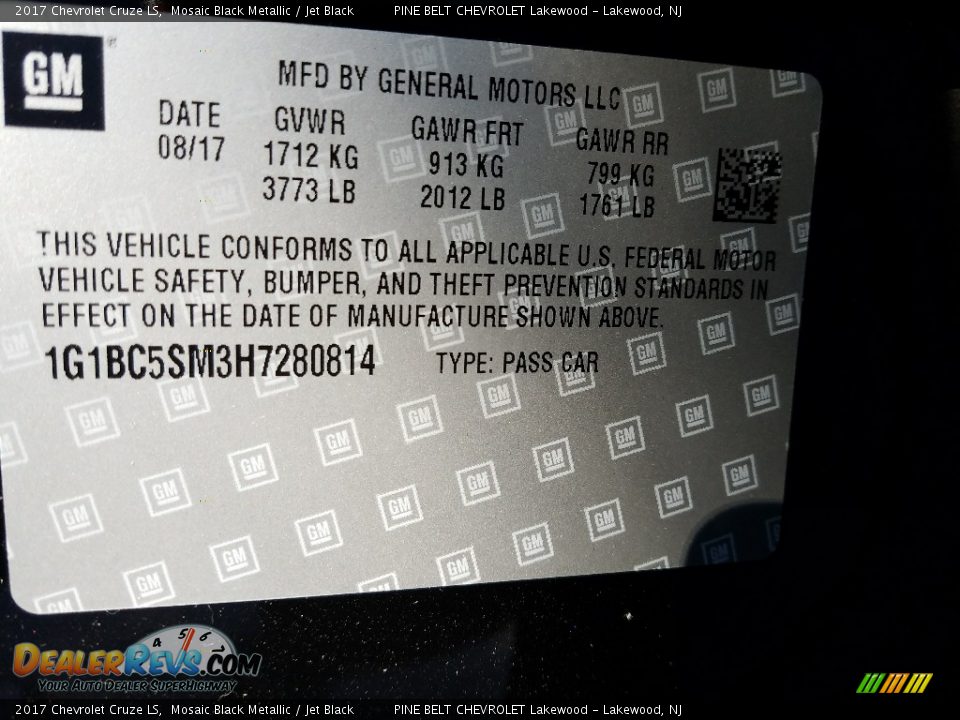 2017 Chevrolet Cruze LS, Mosaic Black Metallic / Jet Black PINE BELT CHEVROLET Lakewood – Lakewood, NJ
GM
MFD BY GENERAL MOTORS LLC
DATE GVWR GAWR FRT GAWR RR
08/17 1712 KG 913 KG 799 KG
3773 LB 2012 LB 1761 LB
THIS VEHICLE CONFORMS TO ALL APPLICABLE U.S. FEDERAL MOTOR
VEHICLE SAFETY, BUMPER, AND THEFT PREVENTION STANDARDS IN
EFFECT ON THE DATE OF MANUFACTURE SHOWN ABOVE.
1G1BC5SM3H7280814 TYPE: PASS CAR
4 5 6
DEALERREVS.COM
YOUR AUTO DEALER SUPERHIGHWAY
2017 Chevrolet Cruze LS, Mosaic Black Metallic / Jet Black PINE BELT CHEVROLET Lakewood – Lakewood, NJ